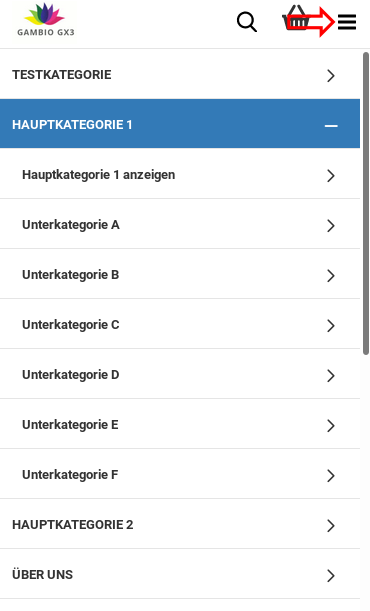 GAMBIO GX3
TESTKATEGORIE
HAUPTKATEGORIE 1
Hauptkategorie 1 anzeigen
Unterkategorie A
Unterkategorie B
Unterkategorie C
Unterkategorie D
Unterkategorie E
Unterkategorie F
HAUPTKATEGORIE 2
ÜBER UNS